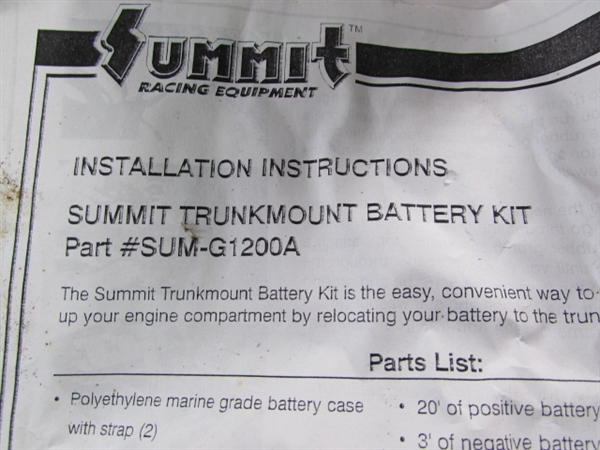 SUMMIT™
RACING EQUIPMENT
INSTALLATION INSTRUCTIONS
SUMMIT TRUNKMOUNT BATTERY KIT
Part #SUM-G1200A
The Summit Trunkmount Battery Kit is the easy, convenient way to
up your engine compartment by relocating your battery to the trun
Parts List:
• Polyethylene marine grade battery case
with strap (2)
• 20' of positive battery
• 3' of negative battery